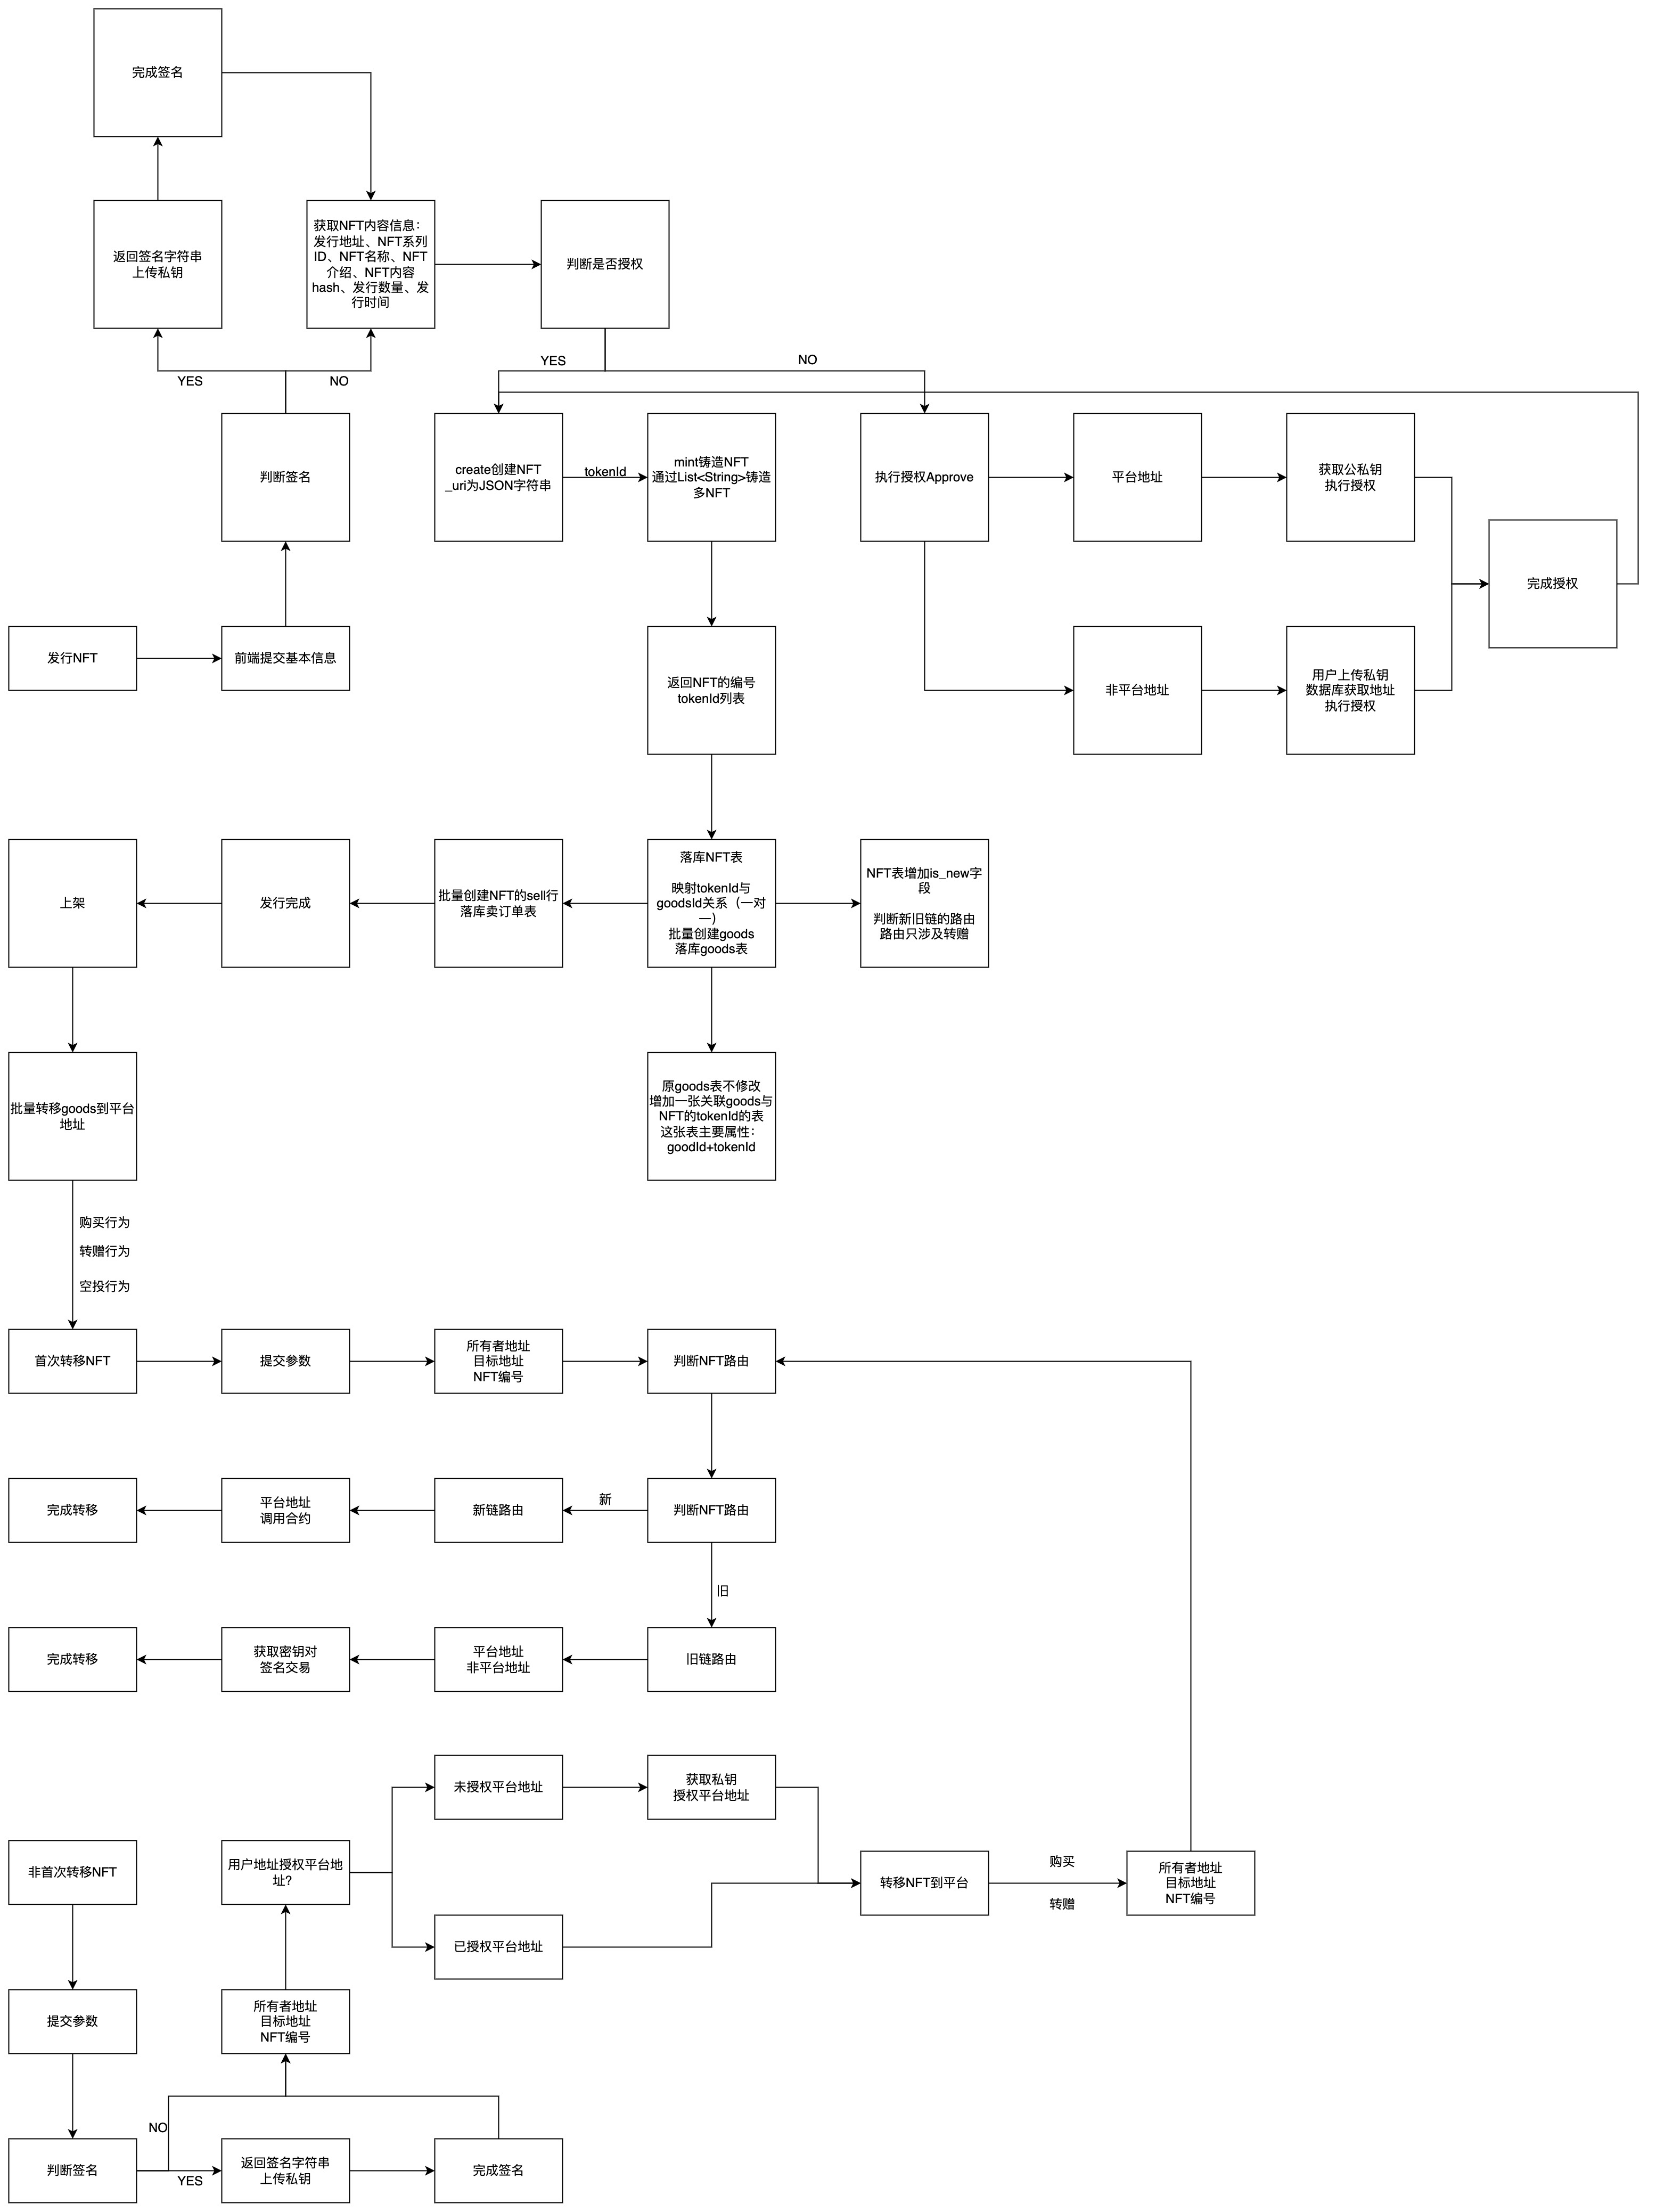 完成签名
返回签名字符串
上传私钥
获取NFT内容信息：
发行地址、NFT系列
ID、NFT名称、NFT
介绍、NFT内容
hash、发行数量、发
行时间
判断是否授权
YES
NO
YES
NO
判断签名
create创建NFT
_uri为JSON字符串
tokenId
mint铸造NFT
通过List<String>铸造
多NFT
执行授权Approve
平台地址
获取公私钥
执行授权
完成授权
发行NFT
前端提交基本信息
返回NFT的编号
tokenId列表
非平台地址
用户上传私钥
数据库获取地址
执行授权
上架
发行完成
批量创建NFT的sell行
落库卖订单表
落库NFT表
映射tokenId与
goodsId关系（一对
一）
批量创建goods
落库goods表
NFT表增加is_new字
段
判断新旧链的路由
路由只涉及转赠
批量转移goods到平台
地址
原goods表不修改
增加一张关联goods与
NFT的tokenId的表
这张表主要属性：
goodId+tokenId
购买行为
转赠行为
空投行为
首次转移NFT
提交参数
所有者地址
目标地址
NFT编号
判断NFT路由
完成转移
平台地址
调用合约
新链路由
新
判断NFT路由
旧
完成转移
获取密钥对
签名交易
平台地址
非平台地址
旧链路由
未授权平台地址
获取私钥
授权平台地址
非首次转移NFT
用户地址授权平台地
址?
转移NFT到平台
购买
转赠
所有者地址
目标地址
NFT编号
已授权平台地址
提交参数
所有者地址
目标地址
NFT编号
NO
判断签名
YES
返回签名字符串
上传私钥
完成签名